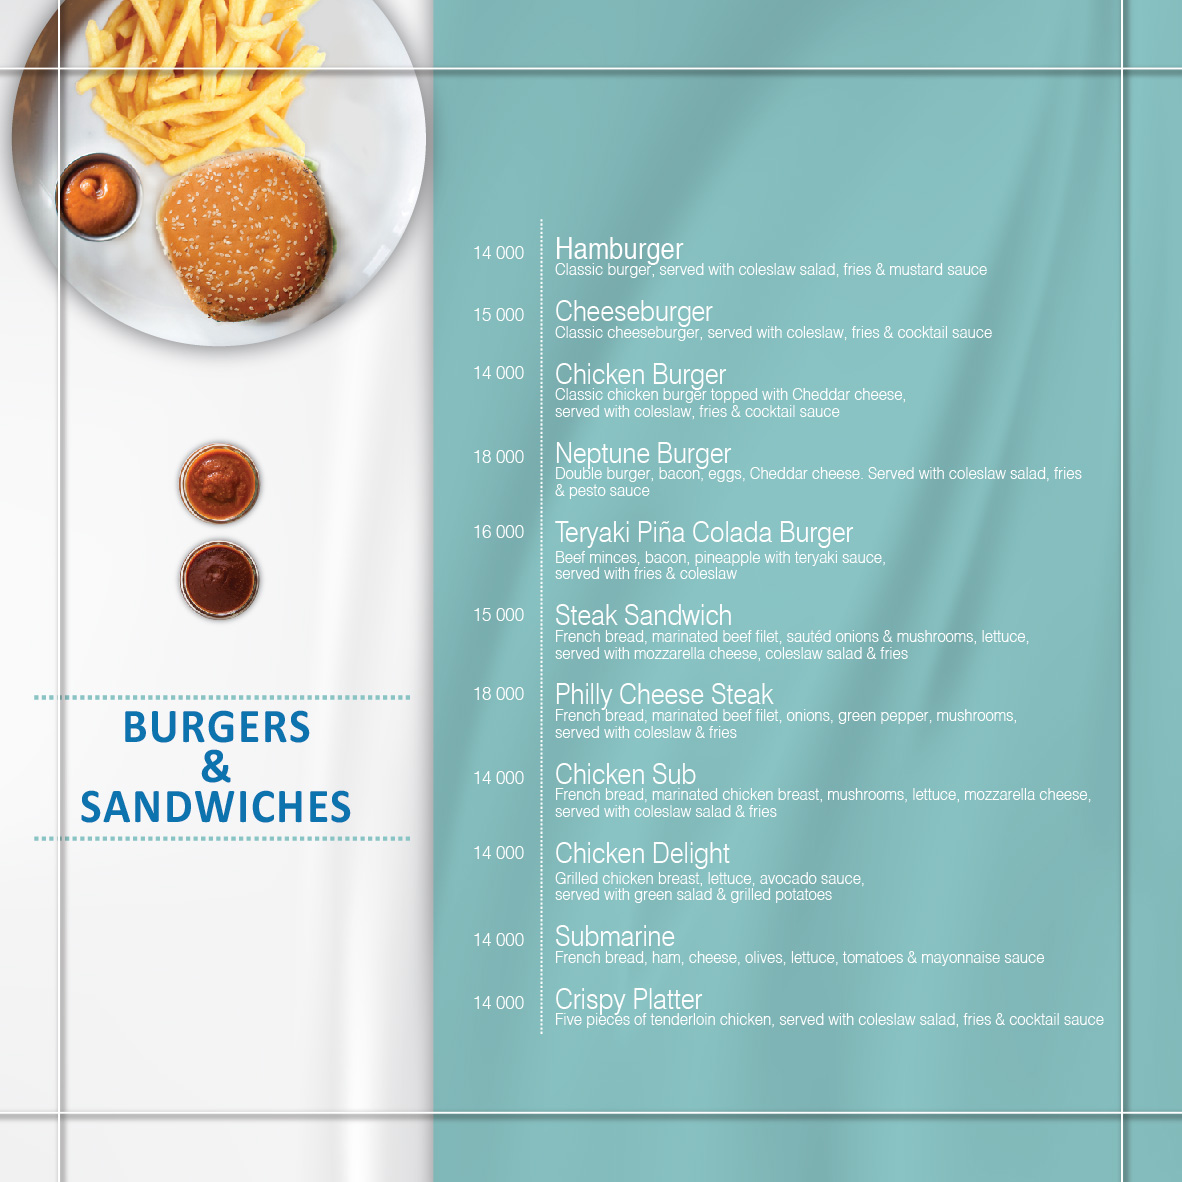 BURGERS
&
SANDWICHES
14 000 Hamburger
Classic burger, served with coleslaw salad, fries & mustard sauce
15 000 Cheeseburger
Classic cheeseburger, served with coleslaw, fries & cocktail sauce
14 000 Chicken Burger
Classic chicken burger topped with Cheddar cheese,
served with coleslaw, fries & cocktail sauce
18 000 Neptune Burger
Double burger, bacon, eggs, Cheddar cheese. Served with coleslaw salad, fries
& pesto sauce
16 000 Teryaki Piña Colada Burger
Beef minces, bacon, pineapple with teryaki sauce,
served with fries & coleslaw
15 000 Steak Sandwich
French bread, marinated beef filet, sautéd onions & mushrooms, lettuce,
served with mozzarella cheese, coleslaw salad & fries
18 000 Philly Cheese Steak
French bread, marinated beef filet, onions, green pepper, mushrooms,
served with coleslaw & fries
14 000 Chicken Sub
French bread, marinated chicken breast, mushrooms, lettuce, mozzarella cheese,
served with coleslaw salad & fries
14 000 Chicken Delight
Grilled chicken breast, lettuce, avocado sauce,
served with green salad & grilled potatoes
14 000 Submarine
French bread, ham, cheese, olives, lettuce, tomatoes & mayonnaise sauce
14 000 Crispy Platter
Five pieces of tenderloin chicken, served with coleslaw salad, fries & cocktail sauce